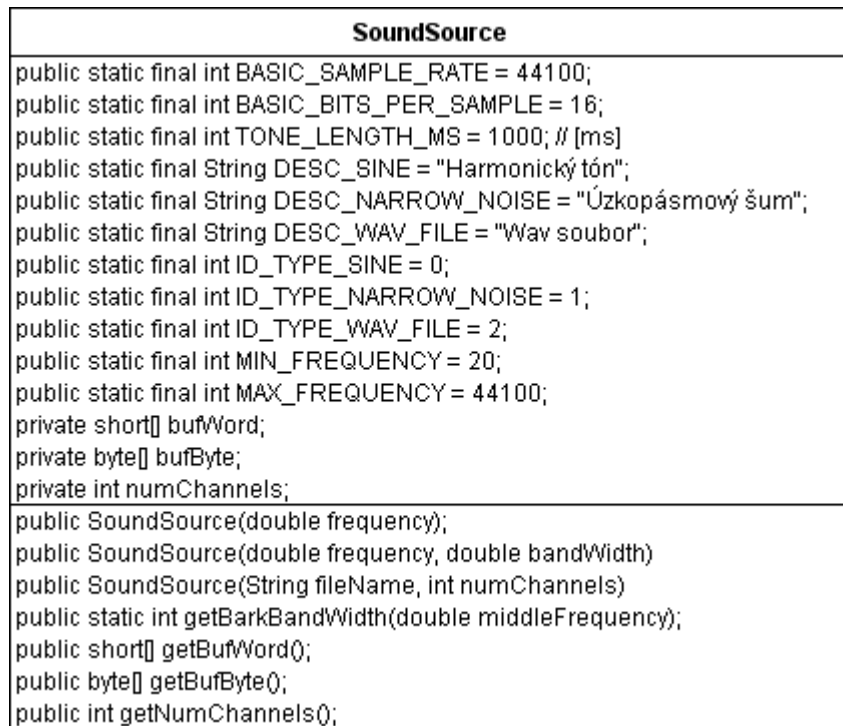 SoundSource
public static final int BASIC_SAMPLE_RATE = 44100;
public static final int BASIC_BITS_PER_SAMPLE = 16;
public static final int TONE_LENGTH_MS = 1000; // [ms]
public static final String DESC_SINE = "Harmonický tón";
public static final String DESC_NARROW_NOISE = "Úzkopásmový šum";
public static final String DESC_WAV_FILE = "Wav soubor";
public static final int ID_TYPE_SINE = 0;
public static final int ID_TYPE_NARROW_NOISE = 1;
public static final int ID_TYPE_WAV_FILE = 2;
public static final int MIN_FREQUENCY = 20;
public static final int MAX_FREQUENCY = 44100;
private short[] bufWord;
private byte[] bufByte;
private int numChannels;
public SoundSource(double frequency);
public SoundSource(double frequency, double bandWidth)
public SoundSource(String fileName, int numChannels)
public static int getBarkBandWidth(double middleFrequency);
public short[] getBufWord();
public byte[] getBufByte();
public int getNumChannels();